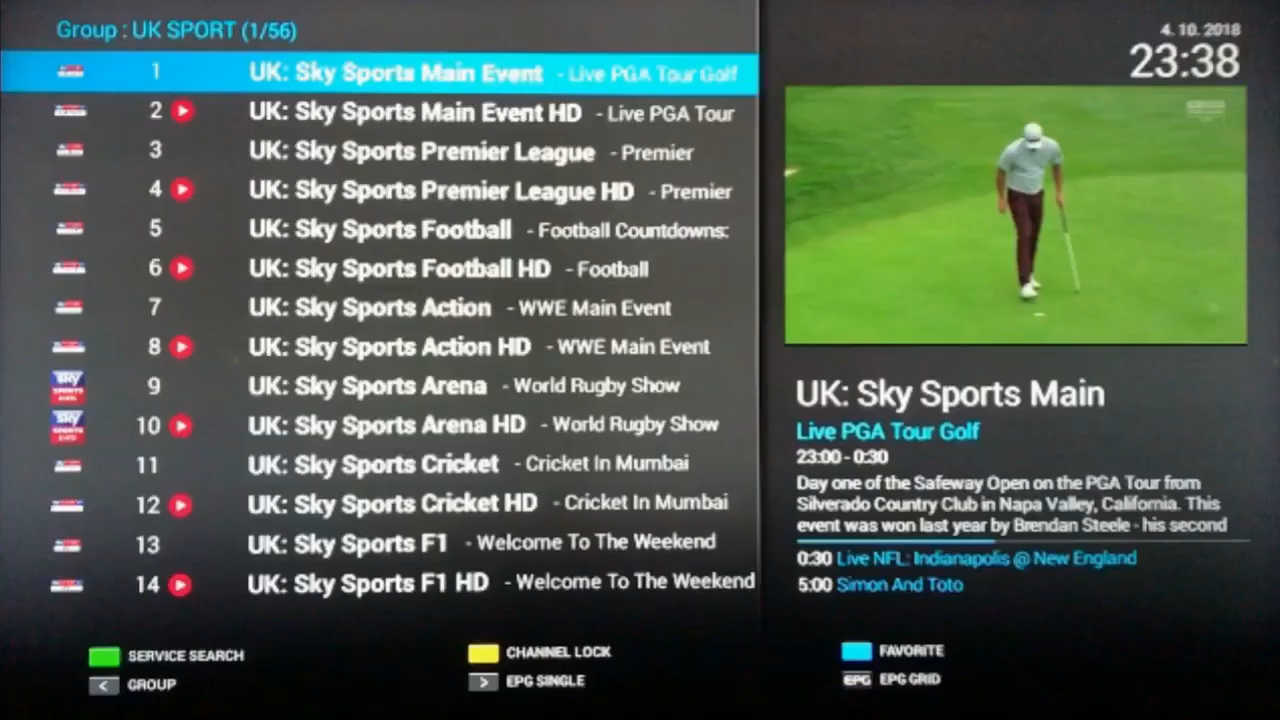 Group : UK SPORT (1/56)
1 UK: Sky Sports Main Event - Live PGA Tour Golf
2 UK: Sky Sports Main Event HD - Live PGA Tour
3 UK: Sky Sports Premier League - Premier
4 UK: Sky Sports Premier League HD - Premier
5 UK: Sky Sports Football - Football Countdowns:
6 UK: Sky Sports Football HD - Football
7 UK: Sky Sports Action - WWE Main Event
8 UK: Sky Sports Action HD - WWE Main Event
sky
SPORTS
9 UK: Sky Sports Arena - World Rugby Show
sky
SPORTS
10 UK: Sky Sports Arena HD - World Rugby Show
11 UK: Sky Sports Cricket - Cricket In Mumbai
12 UK: Sky Sports Cricket HD - Cricket In Mumbai
13 UK: Sky Sports F1 - Welcome To The Weekend
14 UK: Sky Sports F1 HD - Welcome To The Weekend
4. 10. 2018
23:38
UK: Sky Sports Main
Live PGA Tour Golf
23:00 - 0:30
Day one of the Safeway Open on the PGA Tour from
Silverado Country Club in Napa Valley, California. This
event was won last year by Brendan Steele - his second
0:30 Live NFL: Indianapolis @ New England
5:00 Simon And Toto
SERVICE SEARCH
CHANNEL LOCK
FAVORITE
< GROUP
> EPG SINGLE
EPG EPG GRID